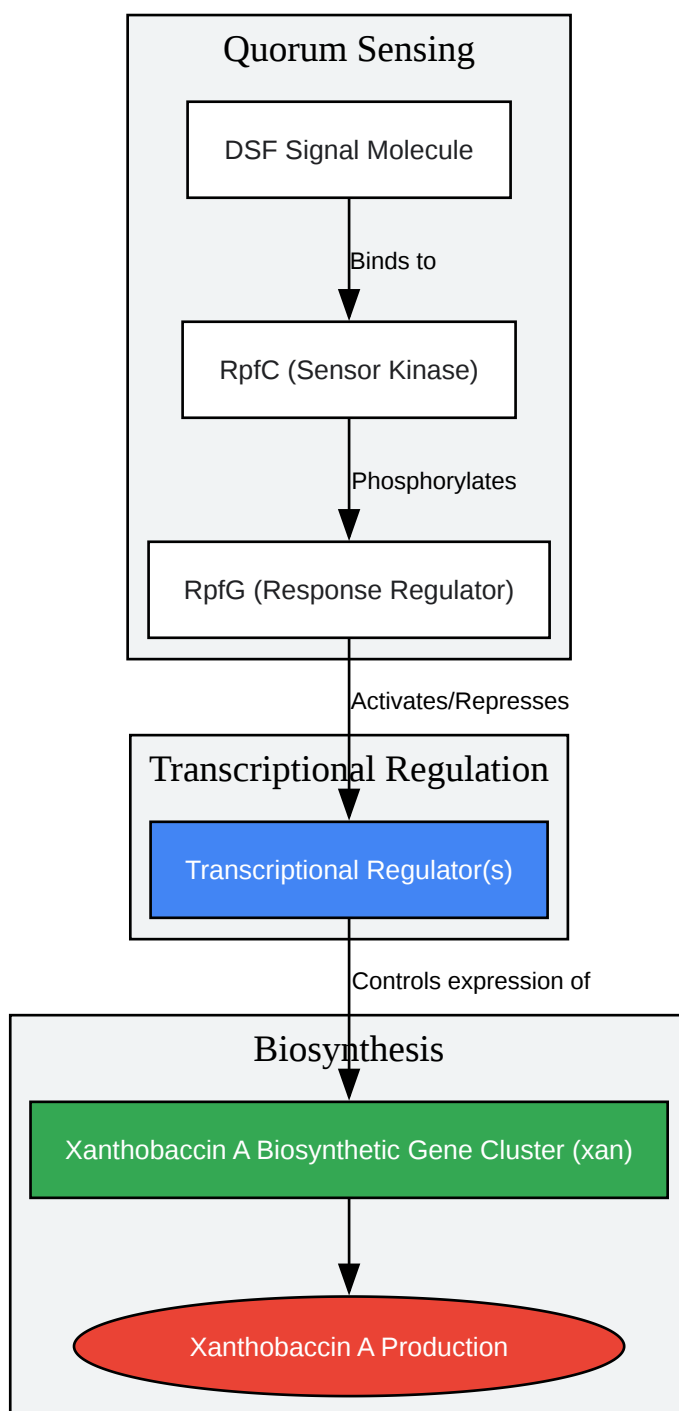 Quorum Sensing
DSF Signal Molecule
Binds to
RpfC (Sensor Kinase)
Phosphorylates
RpfG (Response Regulator)
Activates/Represses
Transcriptional Regulation
Transcriptional Regulator(s)
Controls expression of
Biosynthesis
Xanthobaccin A Biosynthetic Gene Cluster (xan)
Xanthobaccin A Production